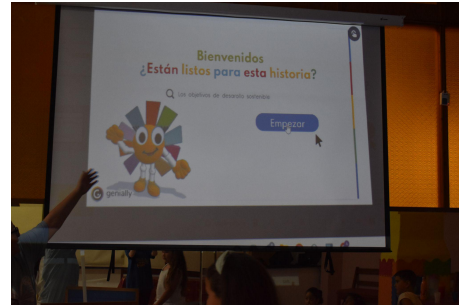 Bienvenidos
¿Están listos para esta historia?
Los objetivos de desarrollo sostenible
Empezar
genially